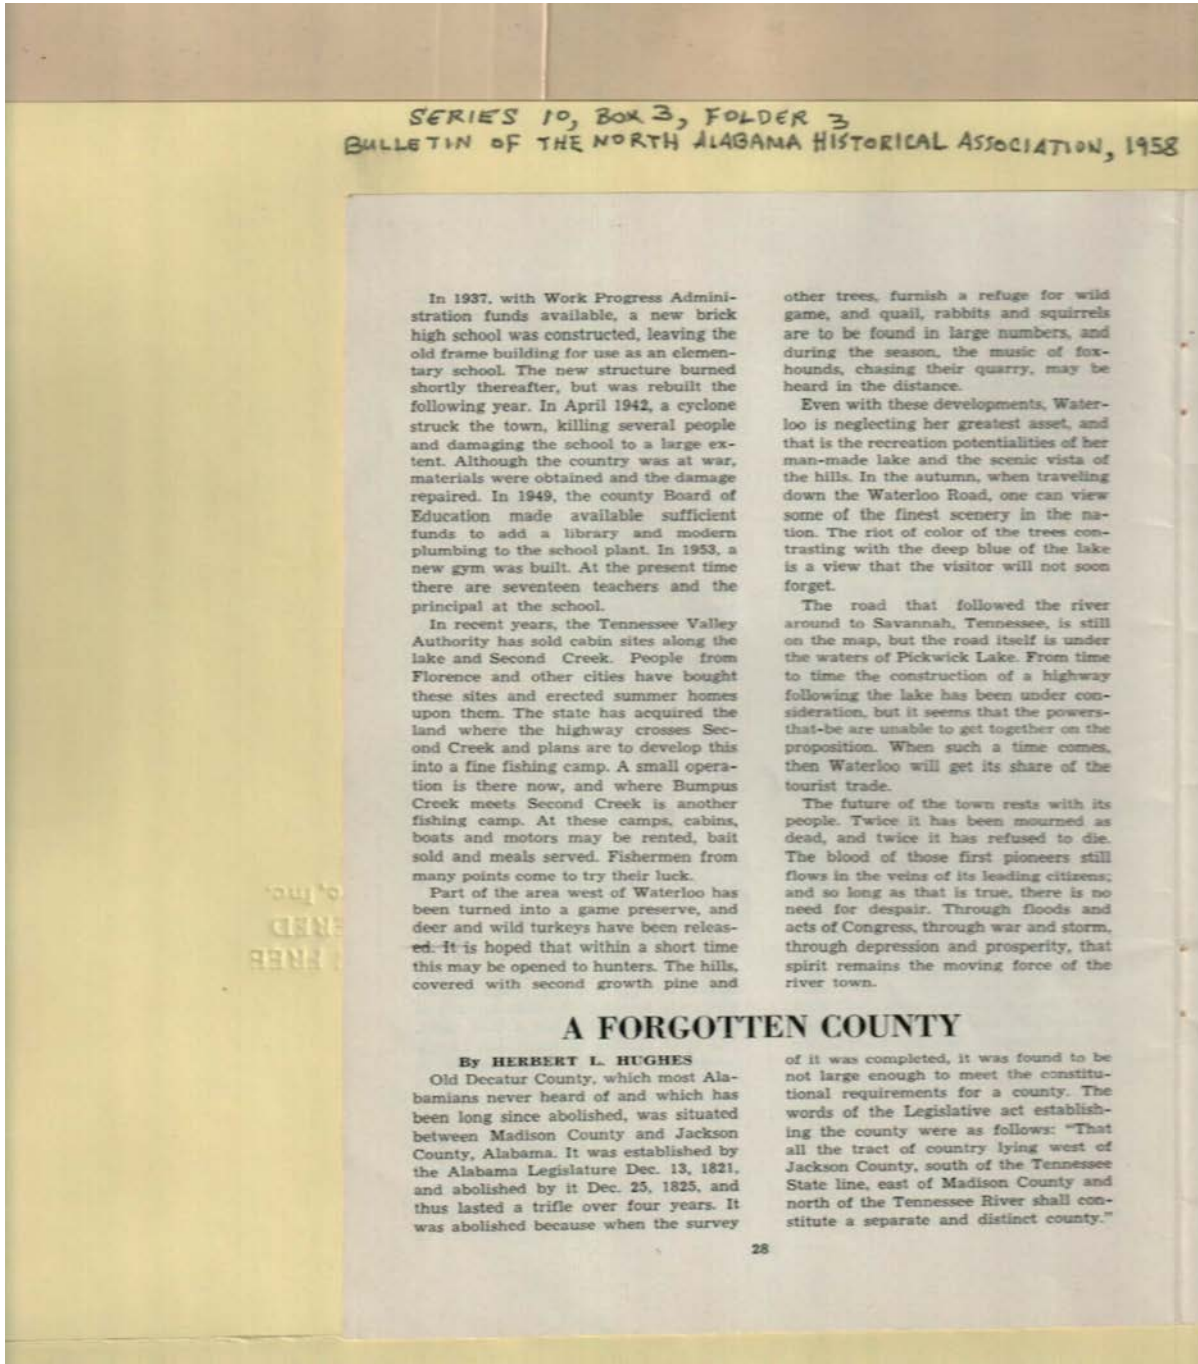 SERIES 10, BOX 3, FOLDER 3
BULLETIN OF THE NORTH ALABAMA HISTORICAL ASSOCIATION, 1958
In 1937, with Work Progress Admini-
stration funds available, a new brick
high school was constructed, leaving the
old frame building for use as an elemen-
tary school. The new structure burned
shortly thereafter, but was rebuilt the
following year. In April 1942, a cyclone
struck the town, killing several people
and damaging the school to a large ex-
tent. Although the country was at war,
materials were obtained and the damage
repaired. In 1949, the county Board of
Education made available sufficient
funds to add a library and modern
plumbing to the school plant. In 1953, a
new gym was built. At the present time
there are seventeen teachers and the
principal at the school.
In recent years, the Tennessee Valley
Authority has sold cabin sites along the
lake and Second Creek. People from
Florence and other cities have bought
these sites and erected summer homes
upon them. The state has acquired the
land where the highway crosses Sec-
ond Creek and plans are to develop this
into a fine fishing camp. A small opera-
tion is there now, and where Bumpus
Creek meets Second Creek is another
fishing camp. At these camps, cabins,
boats and motors may be rented, bait
sold and meals served. Fishermen from
many points come to try their luck.
Part of the area west of Waterloo has
been turned into a game preserve, and
deer and wild turkeys have been releas-
ed. It is hoped that within a short time
this may be opened to hunters. The hills,
covered with second growth pine and
other trees, furnish a refuge for wild
game, and quail, rabbits and squirrels
are to be found in large numbers, and
during the season, the music of fox-
hounds, chasing their quarry, may be
heard in the distance.
Even with these developments, Water-
loo is neglecting her greatest asset, and
that is the recreation potentialities of her
man-made lake and the scenic vista of
the hills. In the autumn, when traveling
down the Waterloo Road, one can view
some of the finest scenery in the na-
tion. The riot of color of the trees con-
trasting with the deep blue of the lake
is a view that the visitor will not soon
forget.
The road that followed the river
around to Savannah, Tennessee, is still
on the map, but the road itself is under
the waters of Pickwick Lake. From time
to time the construction of a highway
following the lake has been under con-
sideration, but it seems that the powers-
that-be are unable to get together on the
proposition. When such a time comes,
then Waterloo will get its share of the
tourist trade.
The future of the town rests with its
people. Twice it has been mourned as
dead, and twice it has refused to die.
The blood of those first pioneers still
flows in the veins of its leading citizens;
and so long as that is true, there is no
need for despair. Through floods and
acts of Congress, through war and storm,
through depression and prosperity, that
spirit remains the moving force of the
river town.
A FORGOTTEN COUNTY
By HERBERT L. HUGHES
Old Decatur County, which most Ala-
bamians never heard of and which has
been long since abolished, was situated
between Madison County and Jackson
County, Alabama. It was established by
the Alabama Legislature Dec. 13, 1821,
and abolished by it Dec. 25, 1825, and
thus lasted a trifle over four years. It
was abolished because when the survey
of it was completed, it was found to be
not large enough to meet the constitu-
tional requirements for a county. The
words of the Legislative act establish-
ing the county were as follows: "That
all the tract of country lying west of
Jackson County, south of the Tennessee
State line, east of Madison County and
north of the Tennessee River shall con-
stitute a separate and distinct county."
28